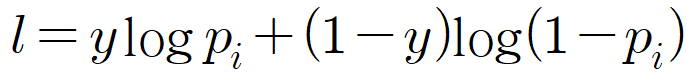 l = y log p_i + (1 − y)log(1 − p_i)